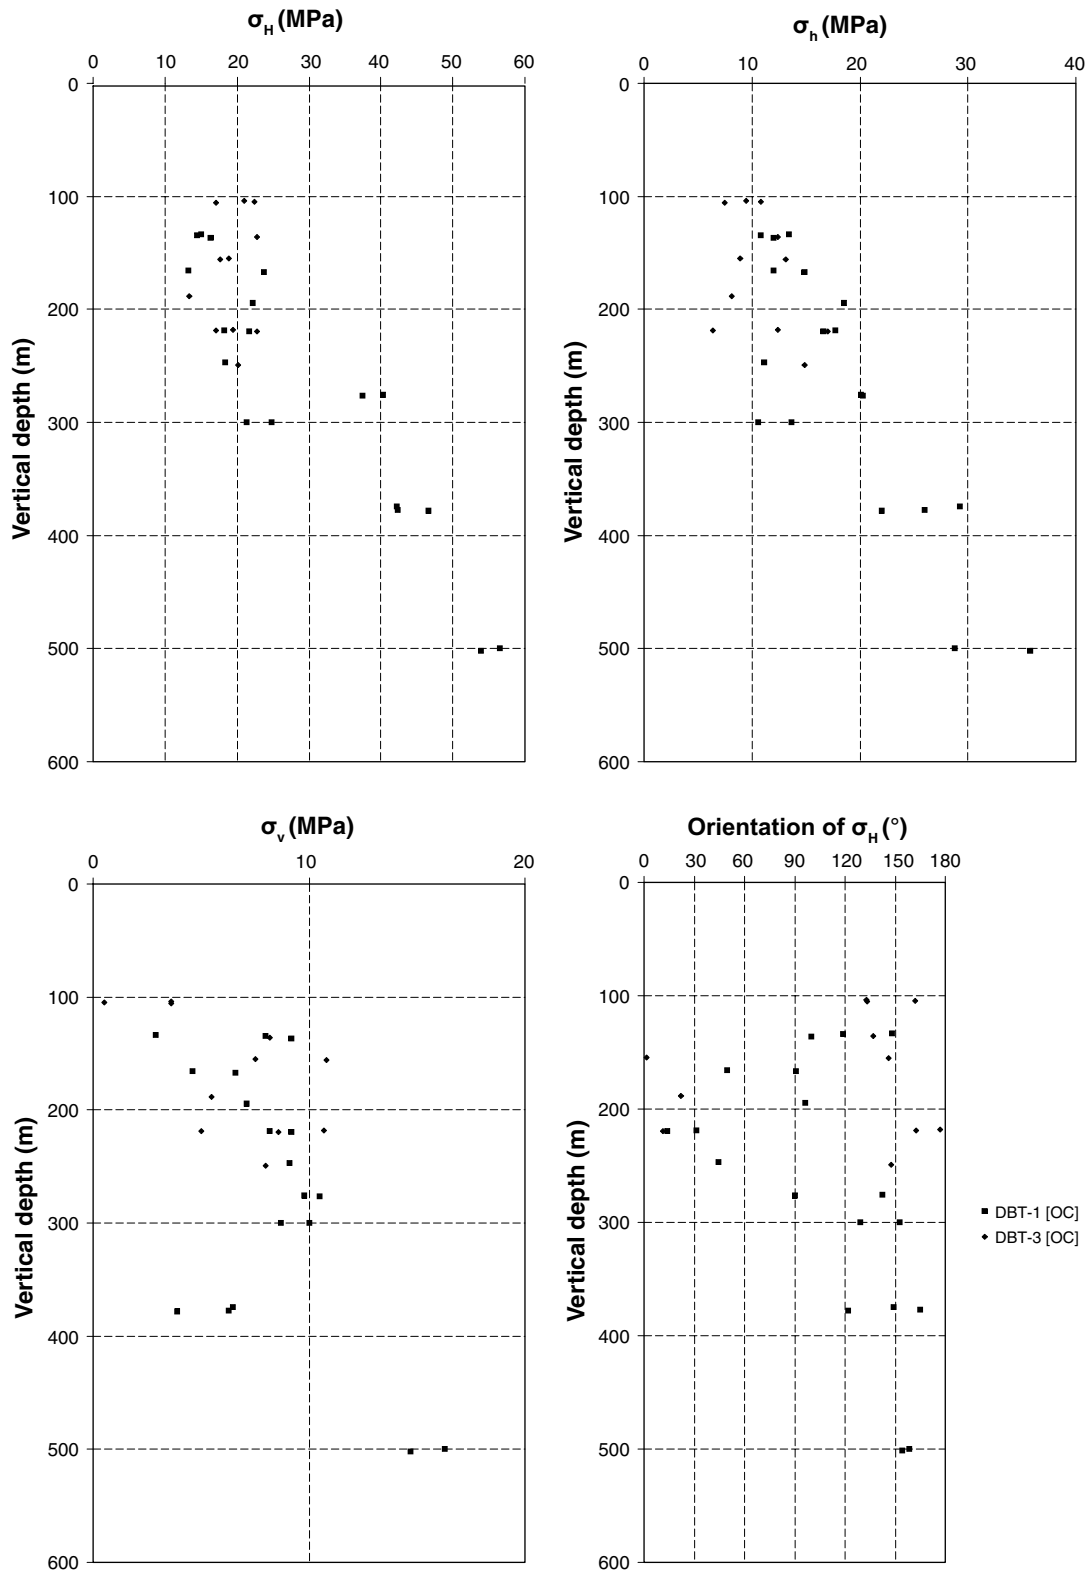 σH (MPa)
0 10 20 30 40 50 60
0
100
200
300
400
500
600
Vertical depth (m)
σh (MPa)
0 10 20 30 40
0
100
200
300
400
500
600
Vertical depth (m)
σv (MPa)
0 10 20
0
100
200
300
400
500
600
Vertical depth (m)
Orientation of σH (°)
0 30 60 90 120 150 180
0
100
200
300
400
500
600
Vertical depth (m)
DBT-1 [OC]
DBT-3 [OC]